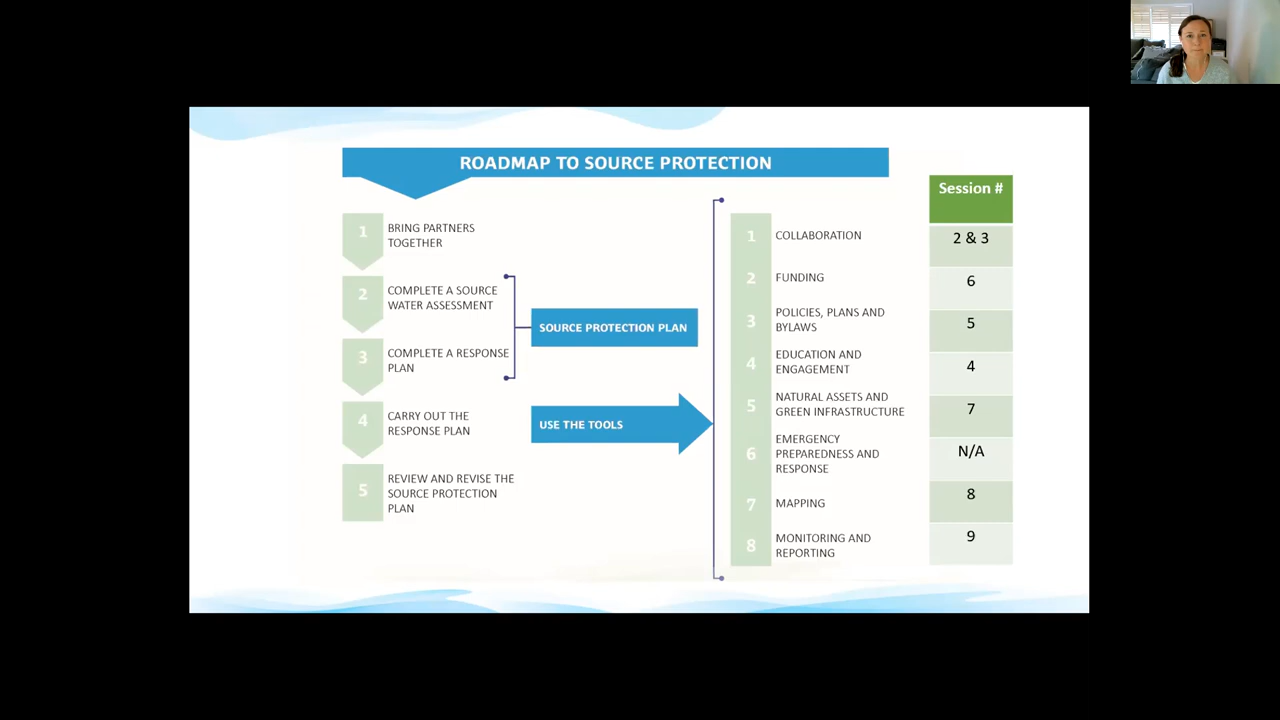 ROADMAP TO SOURCE PROTECTION
1
BRING PARTNERS
TOGETHER
2
COMPLETE A SOURCE
WATER ASSESSMENT
3
COMPLETE A RESPONSE
PLAN
4
CARRY OUT THE
RESPONSE PLAN
5
REVIEW AND REVISE THE
SOURCE PROTECTION
PLAN
SOURCE PROTECTION PLAN
USE THE TOOLS
Session #
1
COLLABORATION
2 & 3
2
FUNDING
6
3
POLICIES, PLANS AND
BYLAWS
5
4
EDUCATION AND
ENGAGEMENT
4
5
NATURAL ASSETS AND
GREEN INFRASTRUCTURE
7
6
EMERGENCY
PREPAREDNESS AND
RESPONSE
N/A
7
MAPPING
8
8
MONITORING AND
REPORTING
9